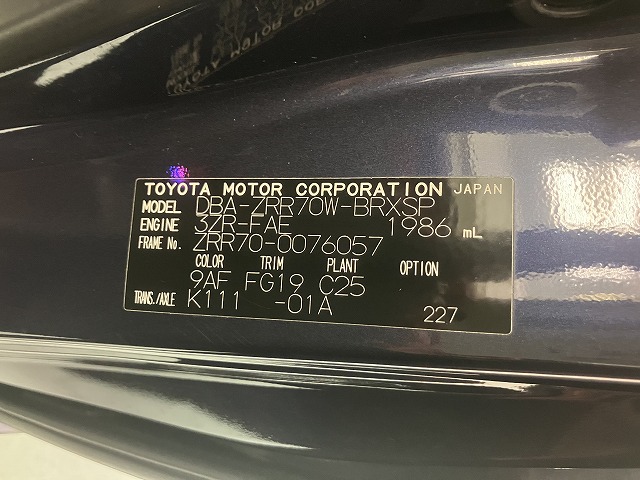 TOYOTA MOTOR CORPORATION JAPAN
MODEL DBA-ZRR70W-BRXSP
ENGINE 3ZR-FAE 1986 mL
FRAME No. ZRR70-0076057
COLOR TRIM PLANT OPTION
9AF FG19 C25
TRANS./AXLE K111 -01A
227